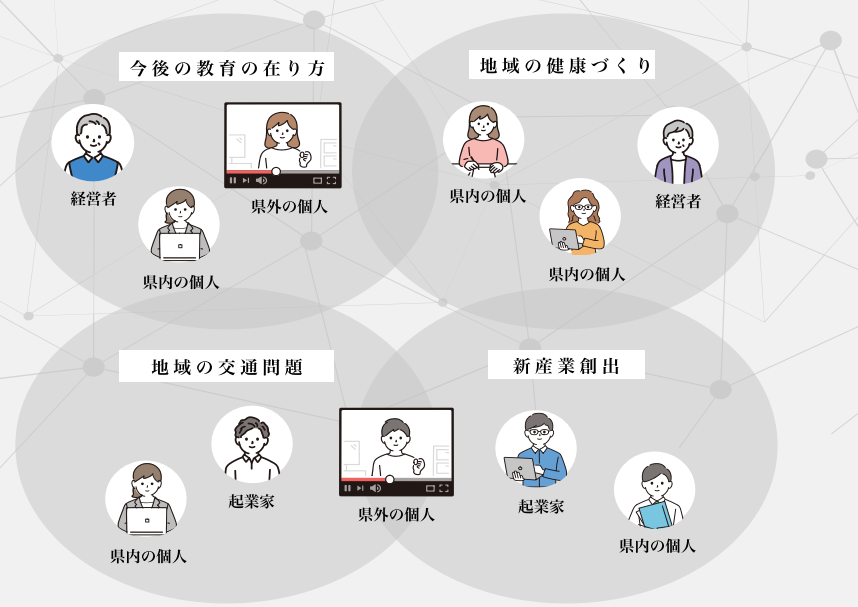 今後の教育の在り方
経営者
県外の個人
県内の個人
地域の健康づくり
県内の個人
経営者
県内の個人
地域の交通問題
起業家
県内の個人
県外の個人
新産業創出
起業家
県内の個人